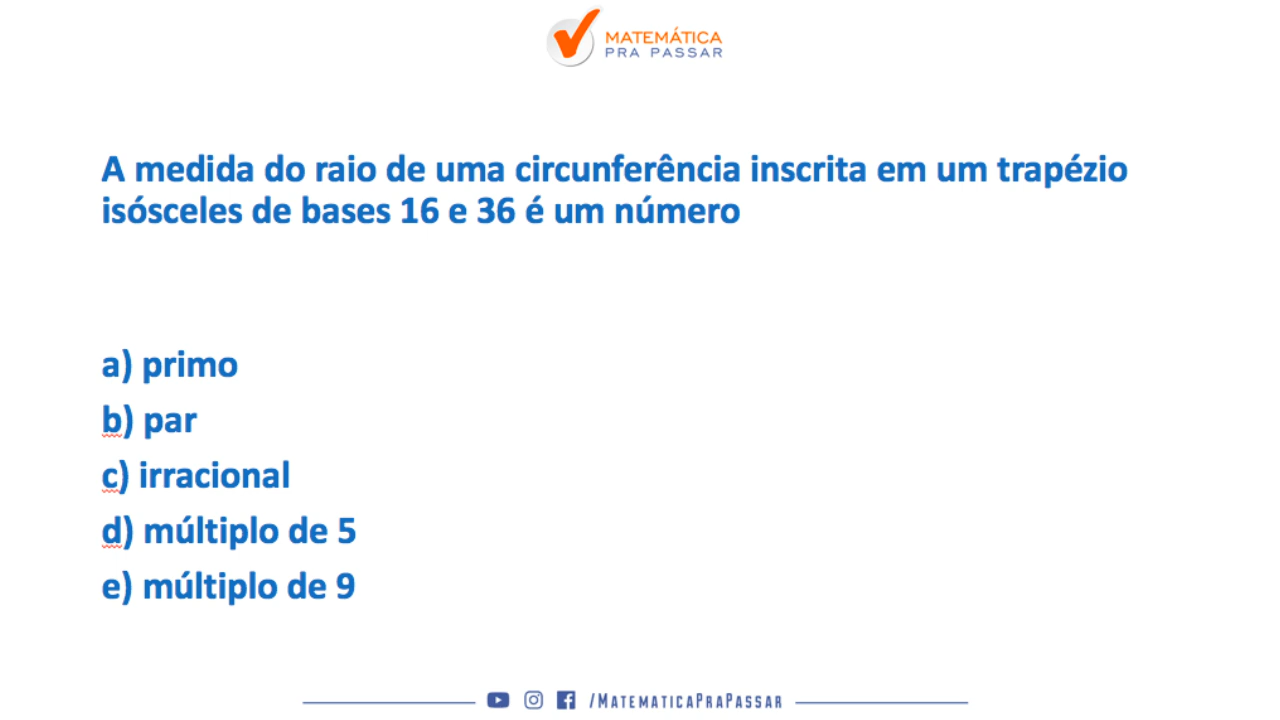 MATEMÁTICA
PRA PASSAR
A medida do raio de uma circunferência inscrita em um trapézio
isósceles de bases 16 e 36 é um número
a) primo
b) par
c) irracional
d) múltiplo de 5
e) múltiplo de 9
/MATEMATICAPRAPASSAR